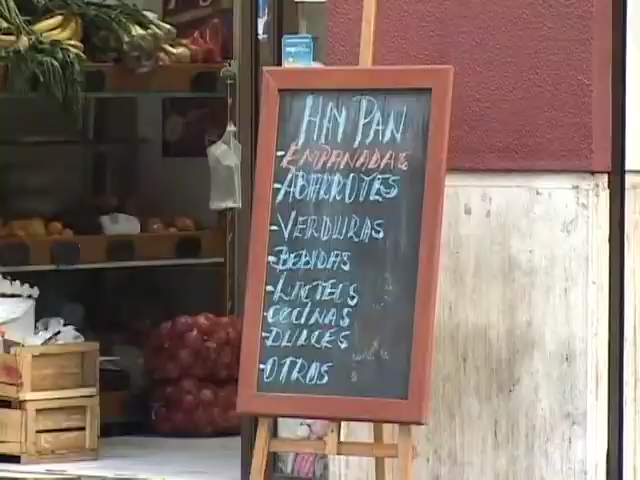 HAY PAN
-EMPANADAS
-ABARROTES
-VERDURAS
-BEBIDAS
-LACTEOS
-COCINAS
-DULCES
-OTROS